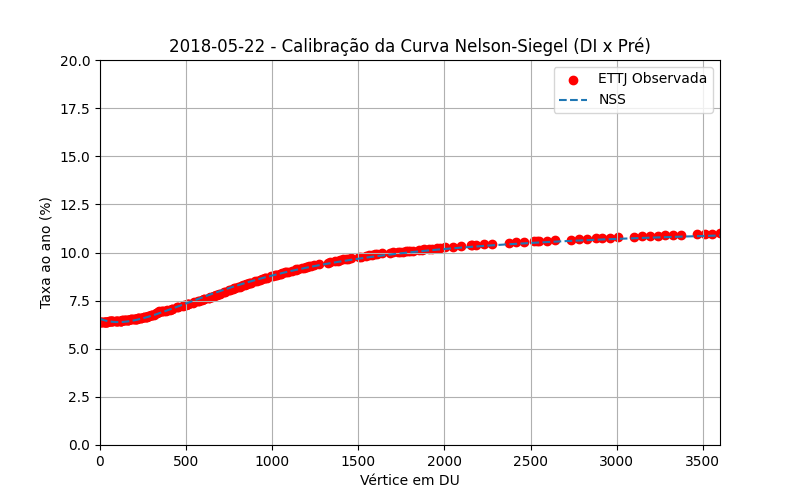 2018-05-22 - Calibração da Curva Nelson-Siegel (DI x Pré)
ETTJ Observada
NSS
Taxa ao ano (%)
20.0
17.5
15.0
12.5
10.0
7.5
5.0
2.5
0.0
0 500 1000 1500 2000 2500 3000 3500
Vértice em DU